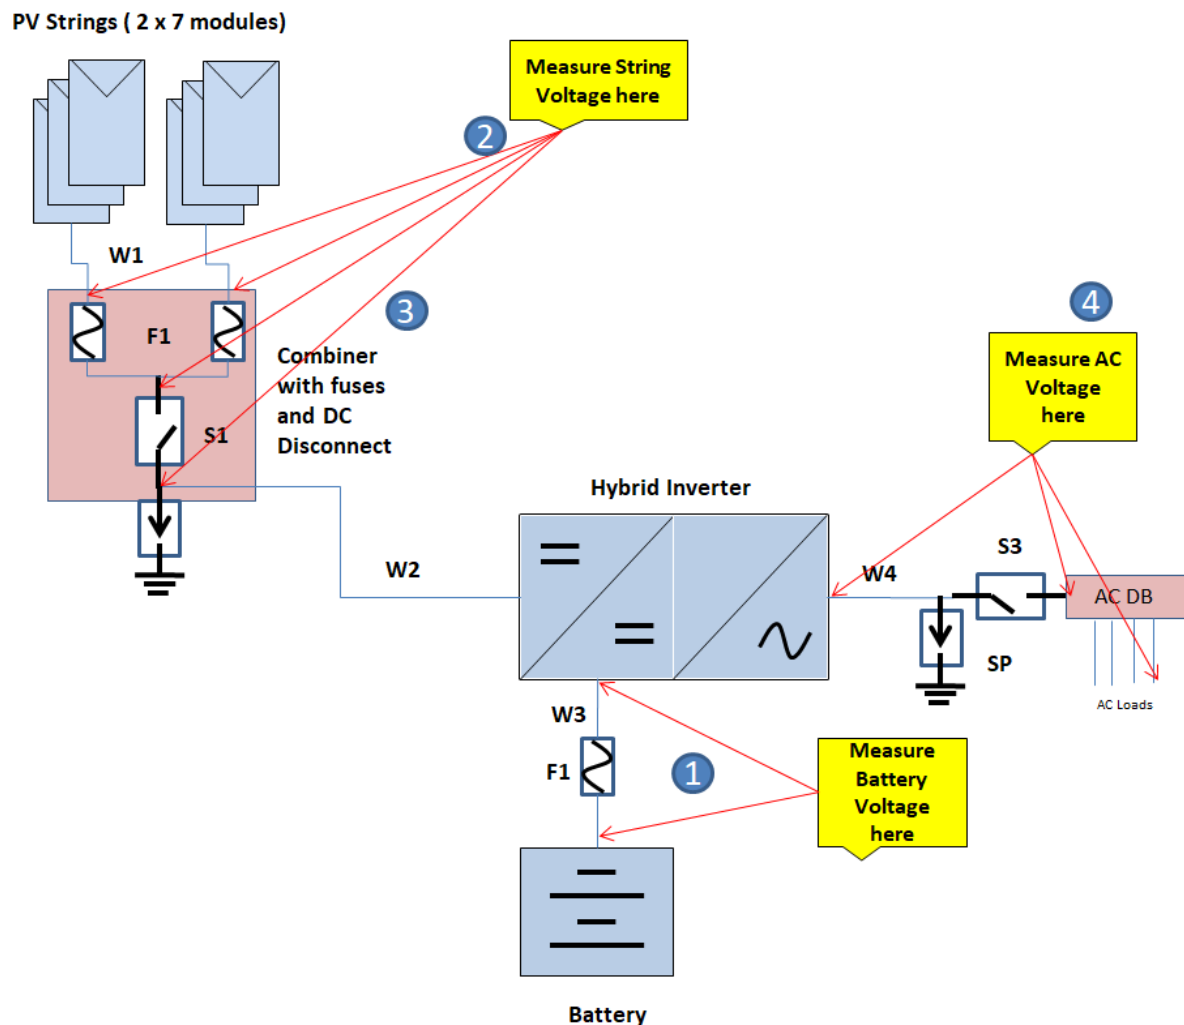 PV Strings ( 2 x 7 modules)
Measure String
Voltage here
2
W1
3
F1
Combiner
with fuses
and DC
Disconnect
S1
4
Measure AC
Voltage
here
Hybrid Inverter
W2
W4
S3
AC DB
SP
AC Loads
W3
F1
1
Measure
Battery
Voltage
here
Battery